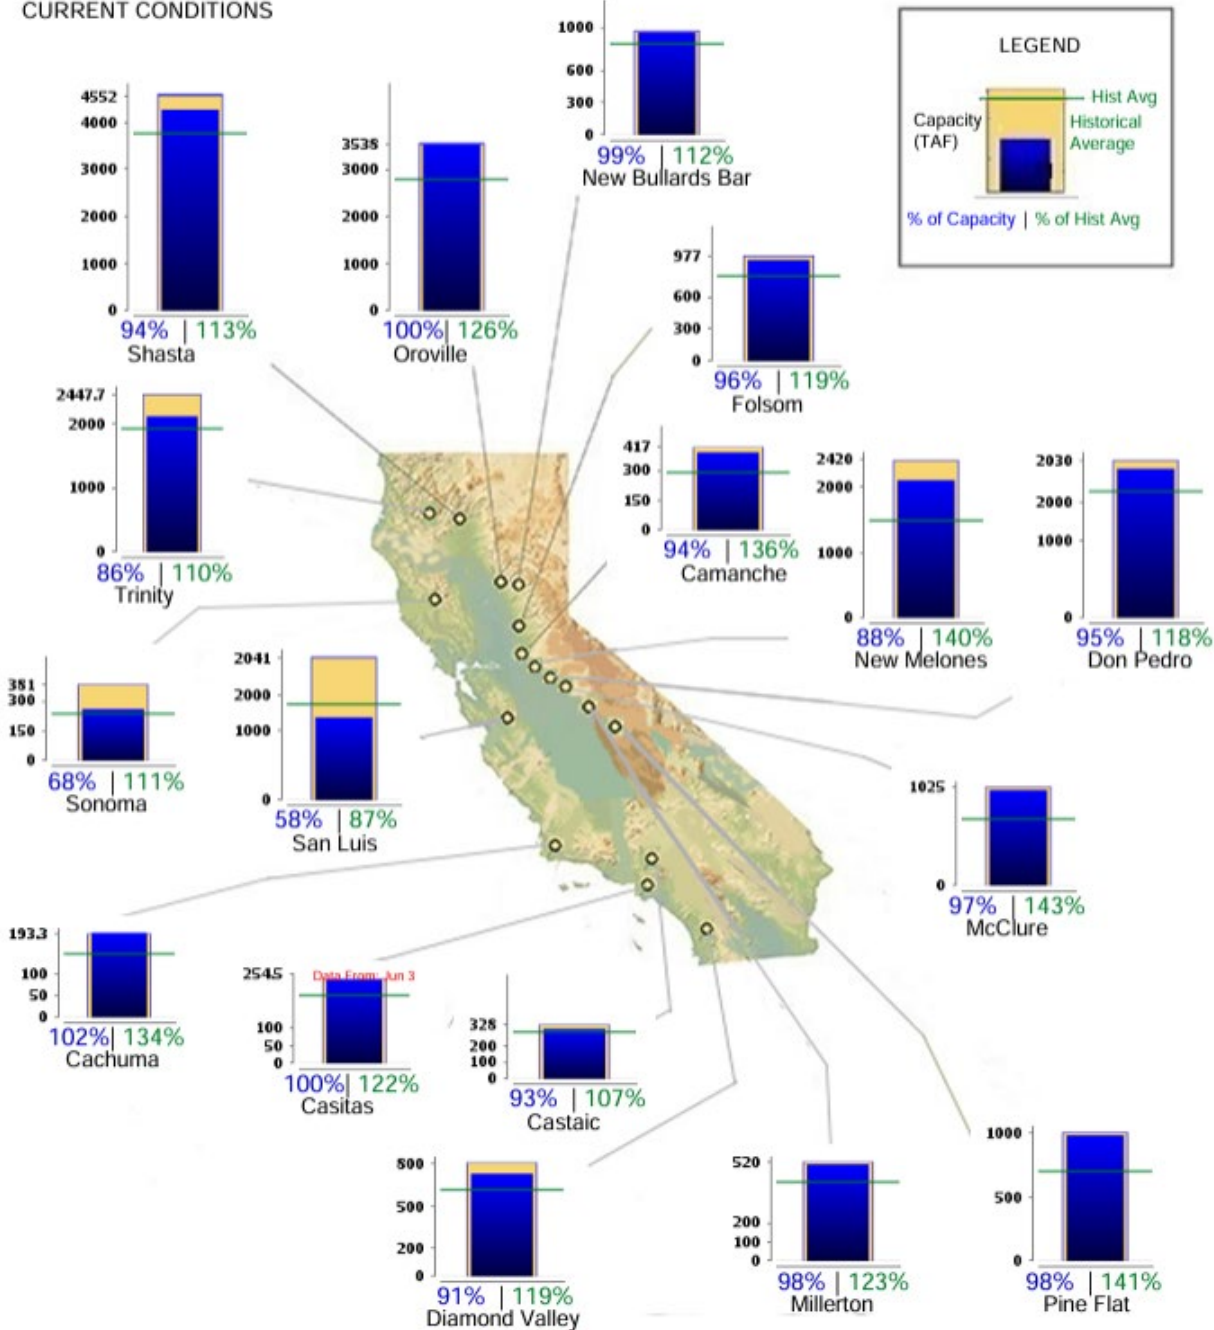 CURRENT CONDITIONS
LEGEND
Hist Avg
Capacity
(TAF)
Historical
Average
% of Capacity | % of Hist Avg
1000
600
300
0
99% | 112%
New Bullards Bar
4552
4000
3000
2000
1000
0
94% | 113%
Shasta
3538
3000
2000
1000
0
100% | 126%
Oroville
977
600
300
0
96% | 119%
Folsom
2447.7
2000
1000
0
86% | 110%
Trinity
417
300
150
0
94% | 136%
Camanche
2420
2000
1000
0
88% | 140%
New Melones
2030
2000
1000
0
95% | 118%
Don Pedro
381
300
150
0
68% | 111%
Sonoma
2041
2000
1000
0
58% | 87%
San Luis
1025
0
97% | 143%
McClure
193.3
100
50
0
102% | 134%
Cachuma
254.5
Data From: Jun 3
100
50
0
100% | 122%
Casitas
328
200
100
0
93% | 107%
Castaic
800
500
200
0
91% | 119%
Diamond Valley
520
200
100
0
98% | 123%
Millerton
1000
500
0
98% | 141%
Pine Flat